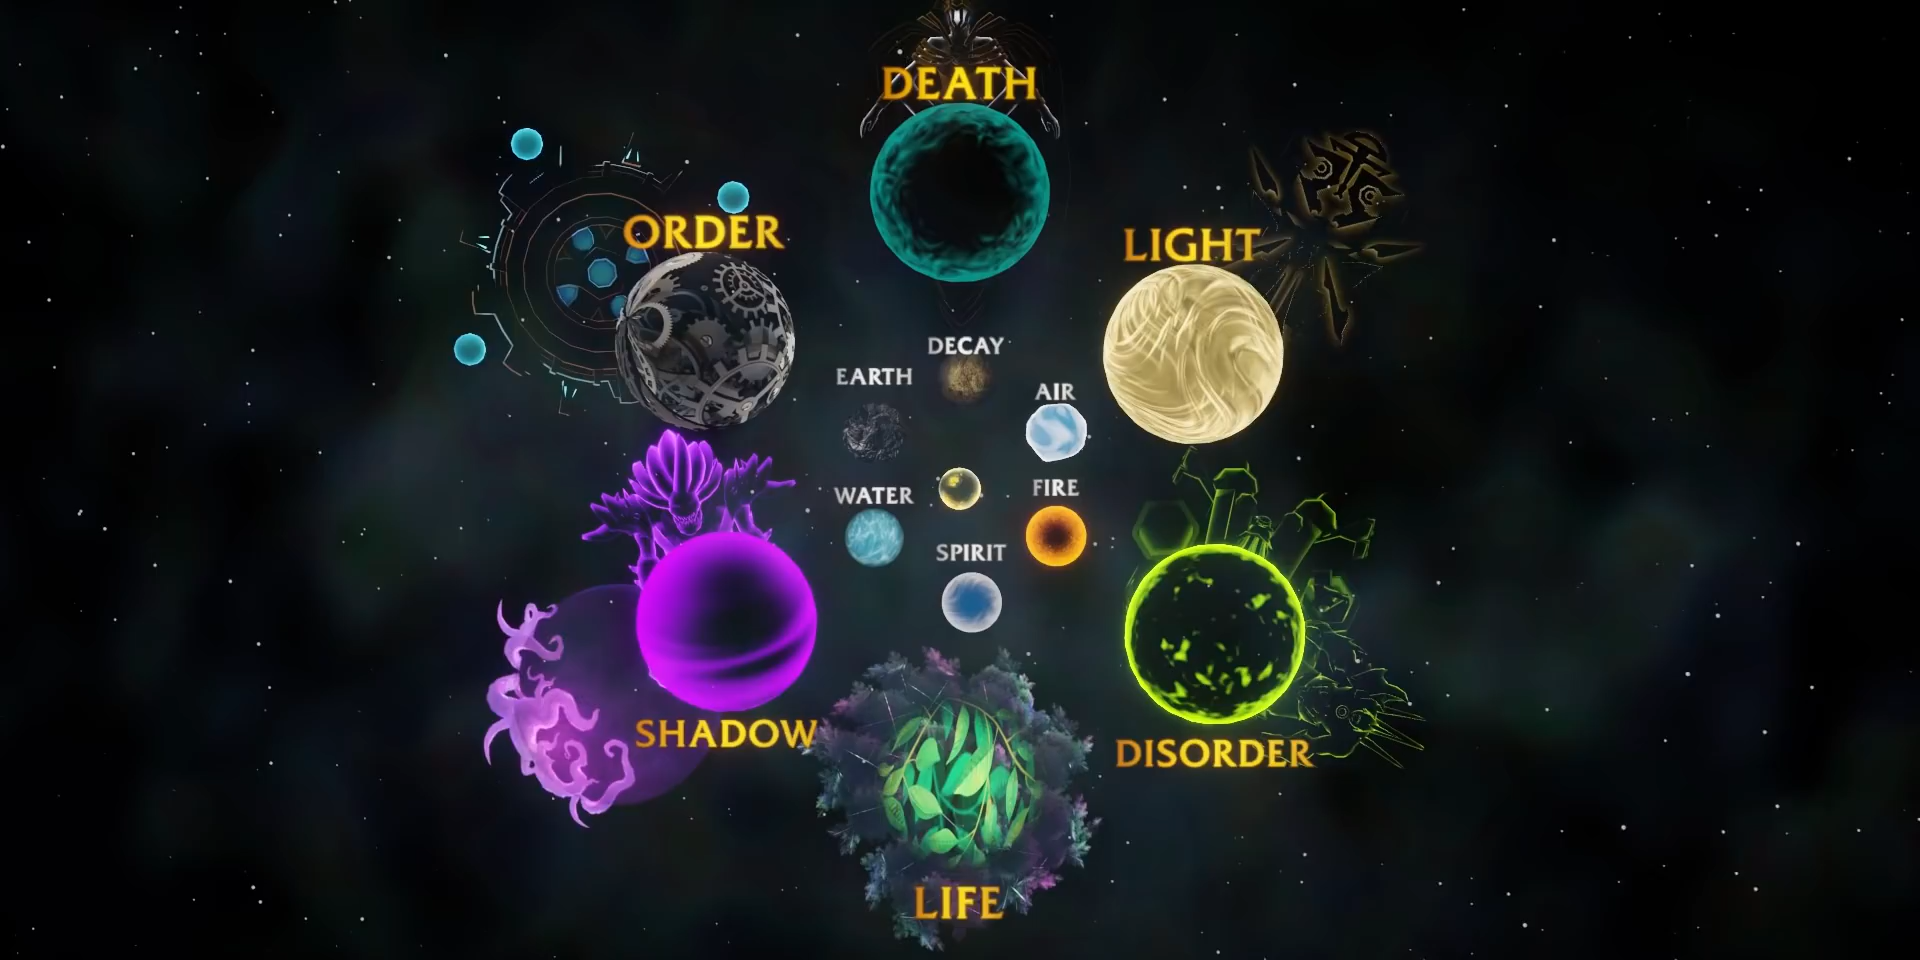 DEATH
ORDER
LIGHT
DECAY
EARTH
AIR
WATER
FIRE
SPIRIT
SHADOW
DISORDER
LIFE